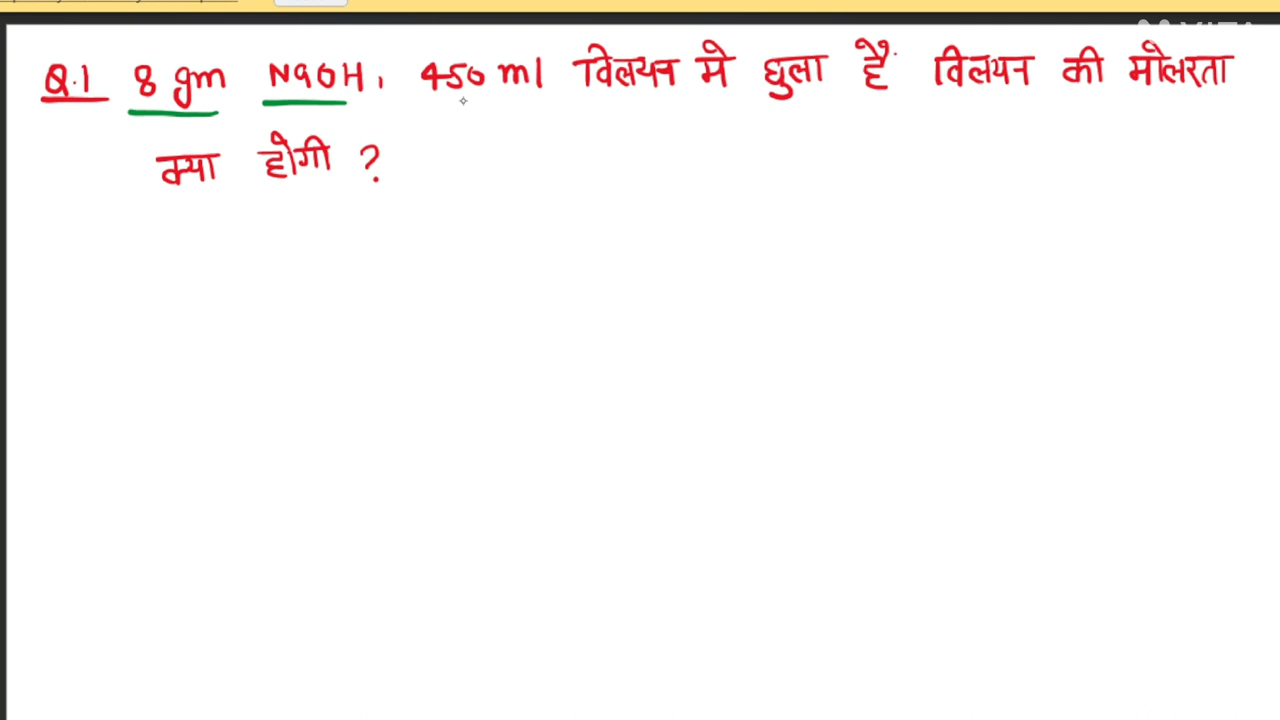 Q.1 8 gm NaOH, 450 ml विलयन मे घुला है विलयन की मोलरता
क्या होगी ?